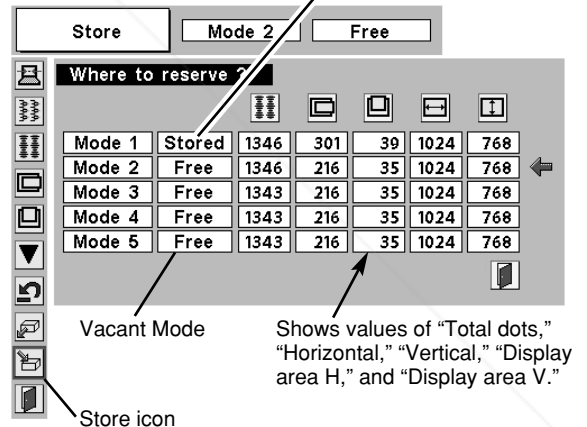 Store Mode 2 Free
Where to reserve ?
Mode 1 Stored 1346 301 39 1024 768
Mode 2 Free 1346 216 35 1024 768
Mode 3 Free 1343 216 35 1024 768
Mode 4 Free 1343 216 35 1024 768
Mode 5 Free 1343 216 35 1024 768
Vacant Mode
Shows values of “Total dots,”
“Horizontal,” “Vertical,” “Display
area H,” and “Display area V.”
Store icon